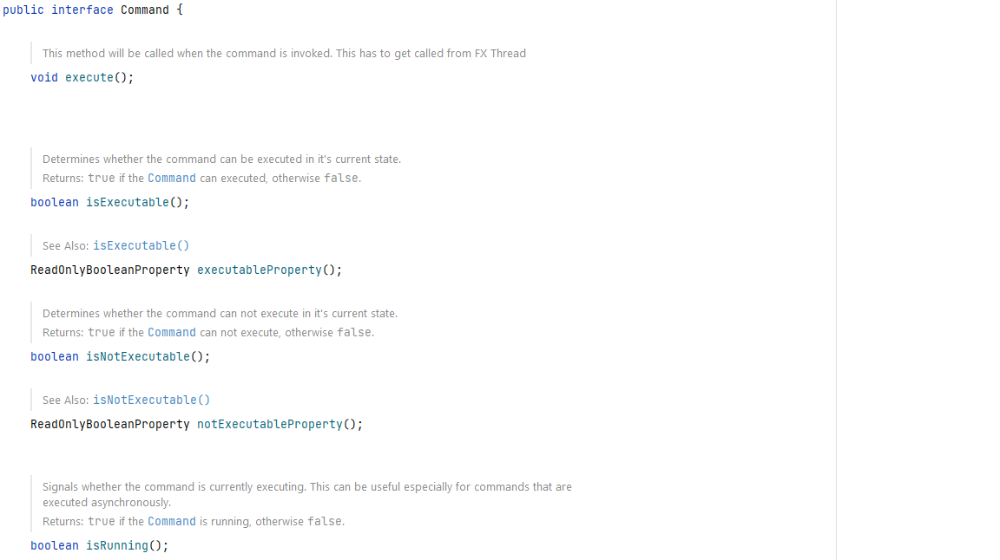 public interface Command {
This method will be called when the command is invoked. This has to get called from FX Thread
void execute();
Determines whether the command can be executed in it's current state.
Returns: true if the Command can executed, otherwise false.
boolean isExecutable();
See Also: isExecutable()
ReadOnlyBooleanProperty executableProperty();
Determines whether the command can not execute in it's current state.
Returns: true if the Command can not execute, otherwise false.
boolean isNotExecutable();
See Also: isNotExecutable()
ReadOnlyBooleanProperty notExecutableProperty();
Signals whether the command is currently executing. This can be useful especially for commands that are
executed asynchronously.
Returns: true if the Command is running, otherwise false.
boolean isRunning();